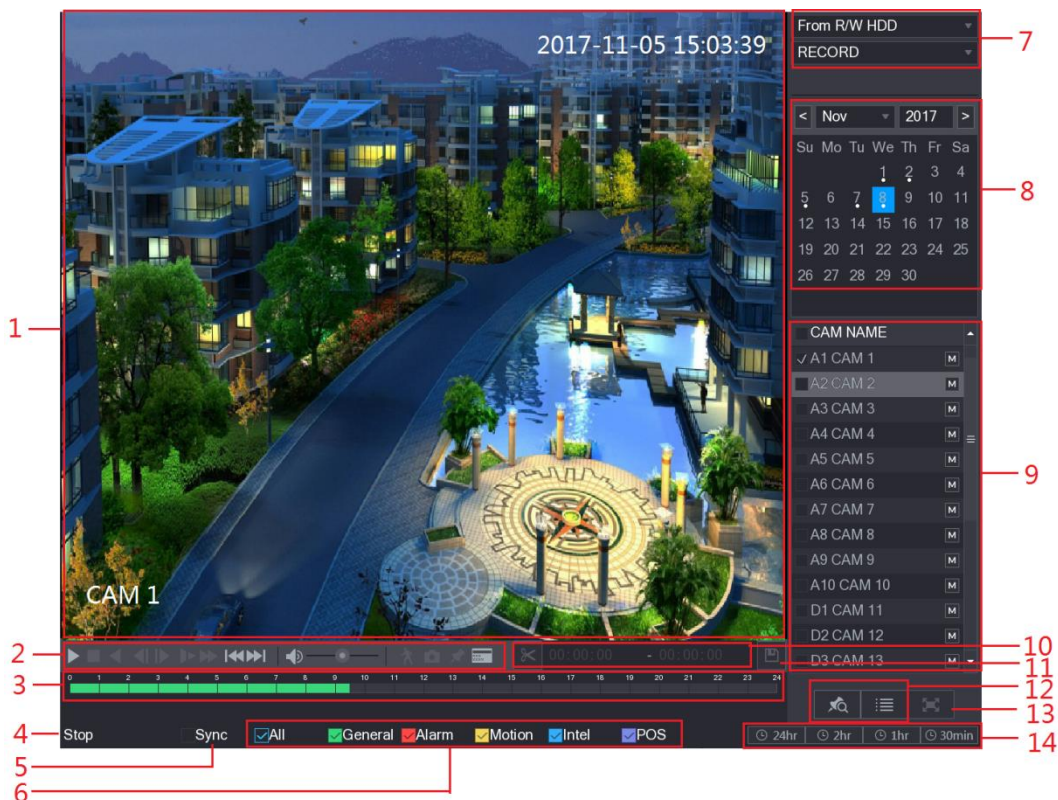 2017-11-05 15:03:39
CAM 1
From R/W HDD
RECORD
7
< Nov 2017 >
Su Mo Tu We Th Fr Sa
1 2 3 4
5 6 7 8 9 10 11
12 13 14 15 16 17 18
19 20 21 22 23 24 25
26 27 28 29 30
8
1
CAM NAME
A1 CAM 1 M
A2 CAM 2 M
A3 CAM 3 M
A4 CAM 4 M
A5 CAM 5 M
A6 CAM 6 M
A7 CAM 7 M
A8 CAM 8 M
A9 CAM 9 M
A10 CAM 10 M
D1 CAM 11 M
D2 CAM 12 M
D3 CAM 13 M
9
2
00:00:00 - 00:00:00
10
11
3
0 1 2 3 4 5 6 7 8 9 10 11 12 13 14 15 16 17 18 19 20 21 22 23 24
12
13
4
Stop
Sync
All General Alarm Motion Intel POS
24hr 2hr 1hr 30min
14
5
6